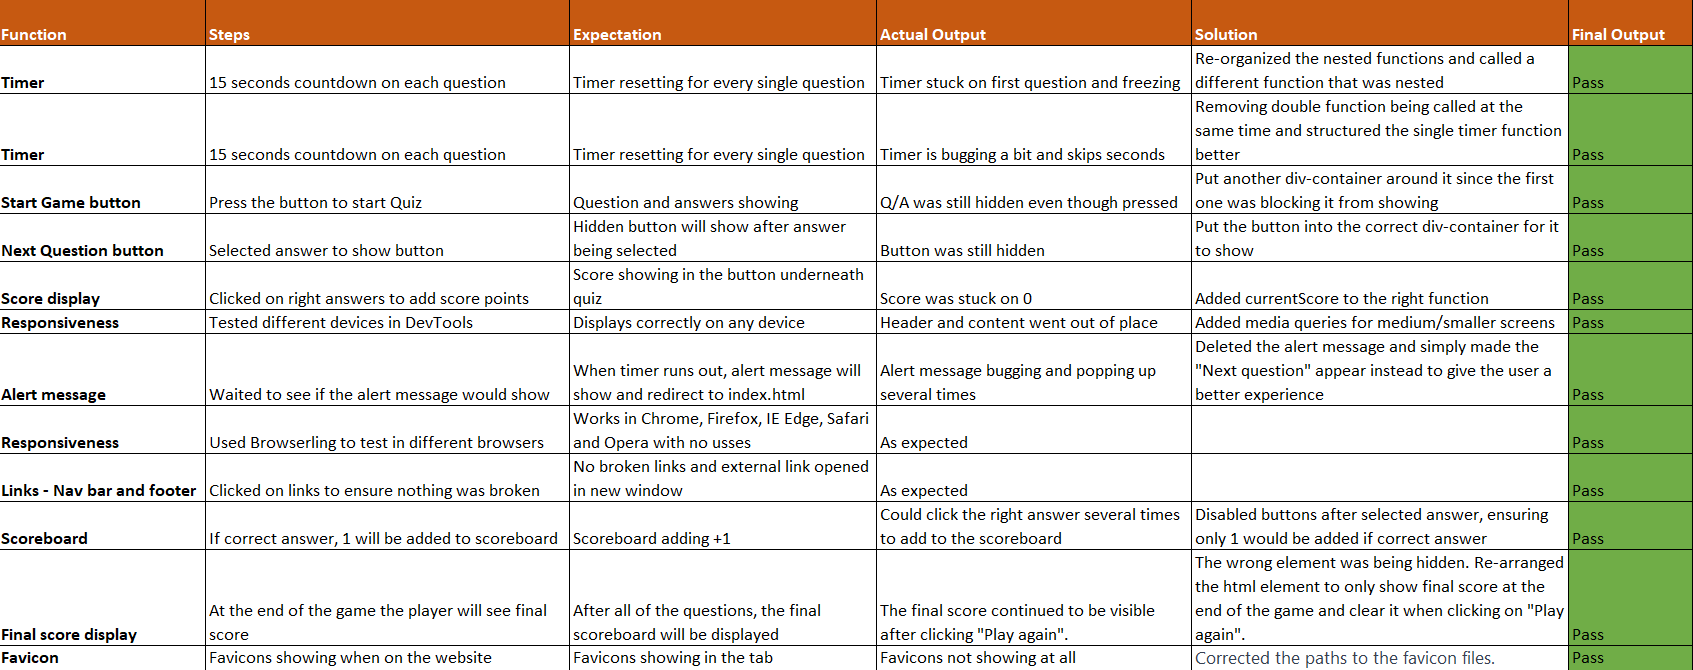 Function Steps Expectation Actual Output Solution Final Output
Re-organized the nested functions and called a
Timer 15 seconds countdown on each question Timer resetting for every single question Timer stuck on first question and freezing different function that was nested Pass
Removing double function being called at the
same time and structured the single timer function
Timer 15 seconds countdown on each question Timer resetting for every single question Timer is bugging a bit and skips seconds better Pass
Put another div-container around it since the first
Start Game button Press the button to start Quiz Question and answers showing Q/A was still hidden even though pressed one was blocking it from showing Pass
Hidden button will show after answer Put the button into the correct div-container for it
Next Question button Selected answer to show button being selected Button was still hidden to show Pass
Score showing in the button underneath
Score display Clicked on right answers to add score points quiz Score was stuck on 0 Added currentScore to the right function Pass
Responsiveness Tested different devices in DevTools Displays correctly on any device Header and content went out of place Added media queries for medium/smaller screens Pass
Deleted the alert message and simply made the
When timer runs out, alert message will Alert message bugging and popping up "Next question" appear instead to give the user a
Alert message Waited to see if the alert message would show show and redirect to index.html several times better experience Pass
Works in Chrome, Firefox, IE Edge, Safari
Responsiveness Used Browserling to test in different browsers and Opera with no usses As expected Pass
No broken links and external link opened
Links - Nav bar and footer Clicked on links to ensure nothing was broken in new window As expected Pass
Could click the right answer several times Disabled buttons after selected answer, ensuring
Scoreboard If correct answer, 1 will be added to scoreboard Scoreboard adding +1 to add to the scoreboard only 1 would be added if correct answer Pass
The wrong element was being hidden. Re-arranged
the html element to only show final score at the
At the end of the game the player will see final After all of the questions, the final The final score continued to be visible end of the game and clear it when clicking on "Play
Final score display score scoreboard will be displayed after clicking "Play again". again". Pass
Favicon Favicons showing when on the website Favicons showing in the tab Favicons not showing at all Corrected the paths to the favicon files. Pass